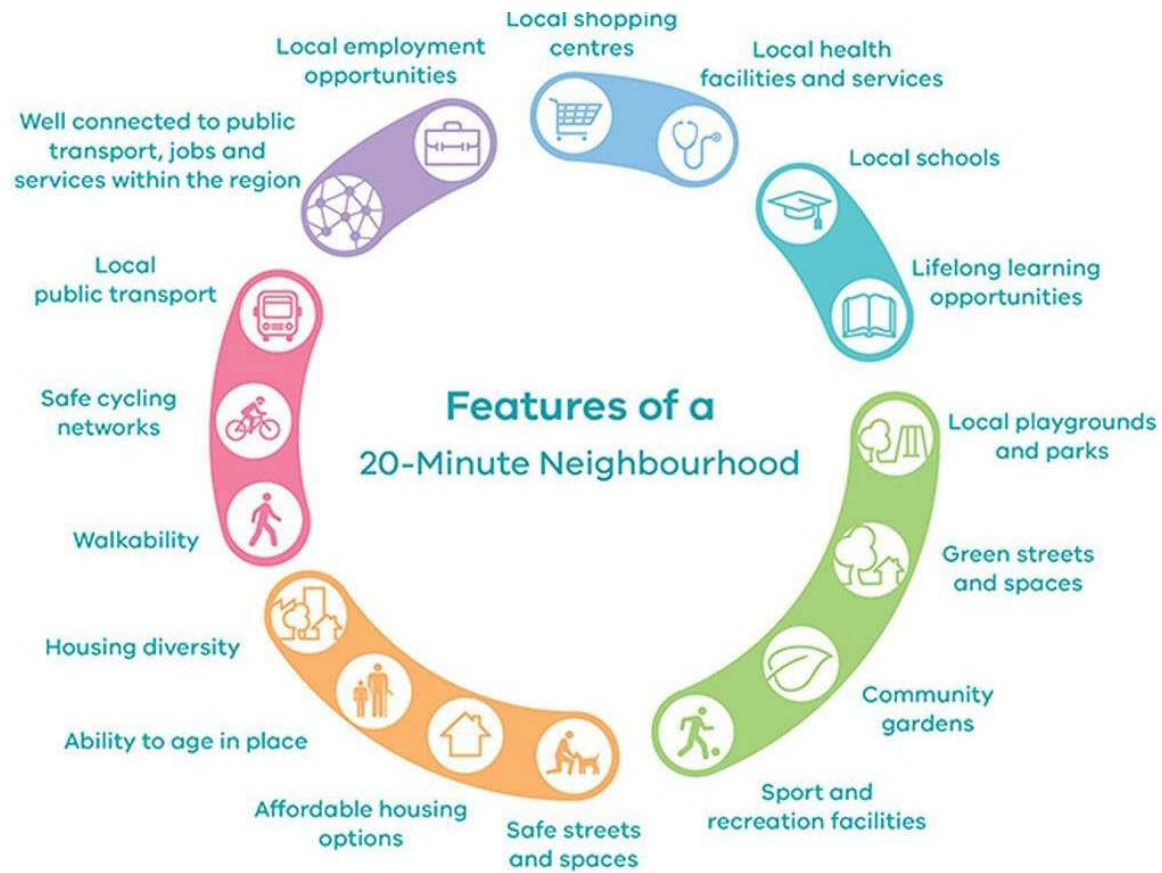 Local shopping
centres
Local health
facilities and services
Local schools
Lifelong learning
opportunities
Local playgrounds
and parks
Green streets
and spaces
Community
gardens
Sport and
recreation facilities
Safe streets
and spaces
Affordable housing
options
Ability to age in place
Housing diversity
Walkability
Safe cycling
networks
Local
public transport
Well connected to public
transport, jobs and
services within the region
Local employment
opportunities
Features of a
20-Minute Neighbourhood